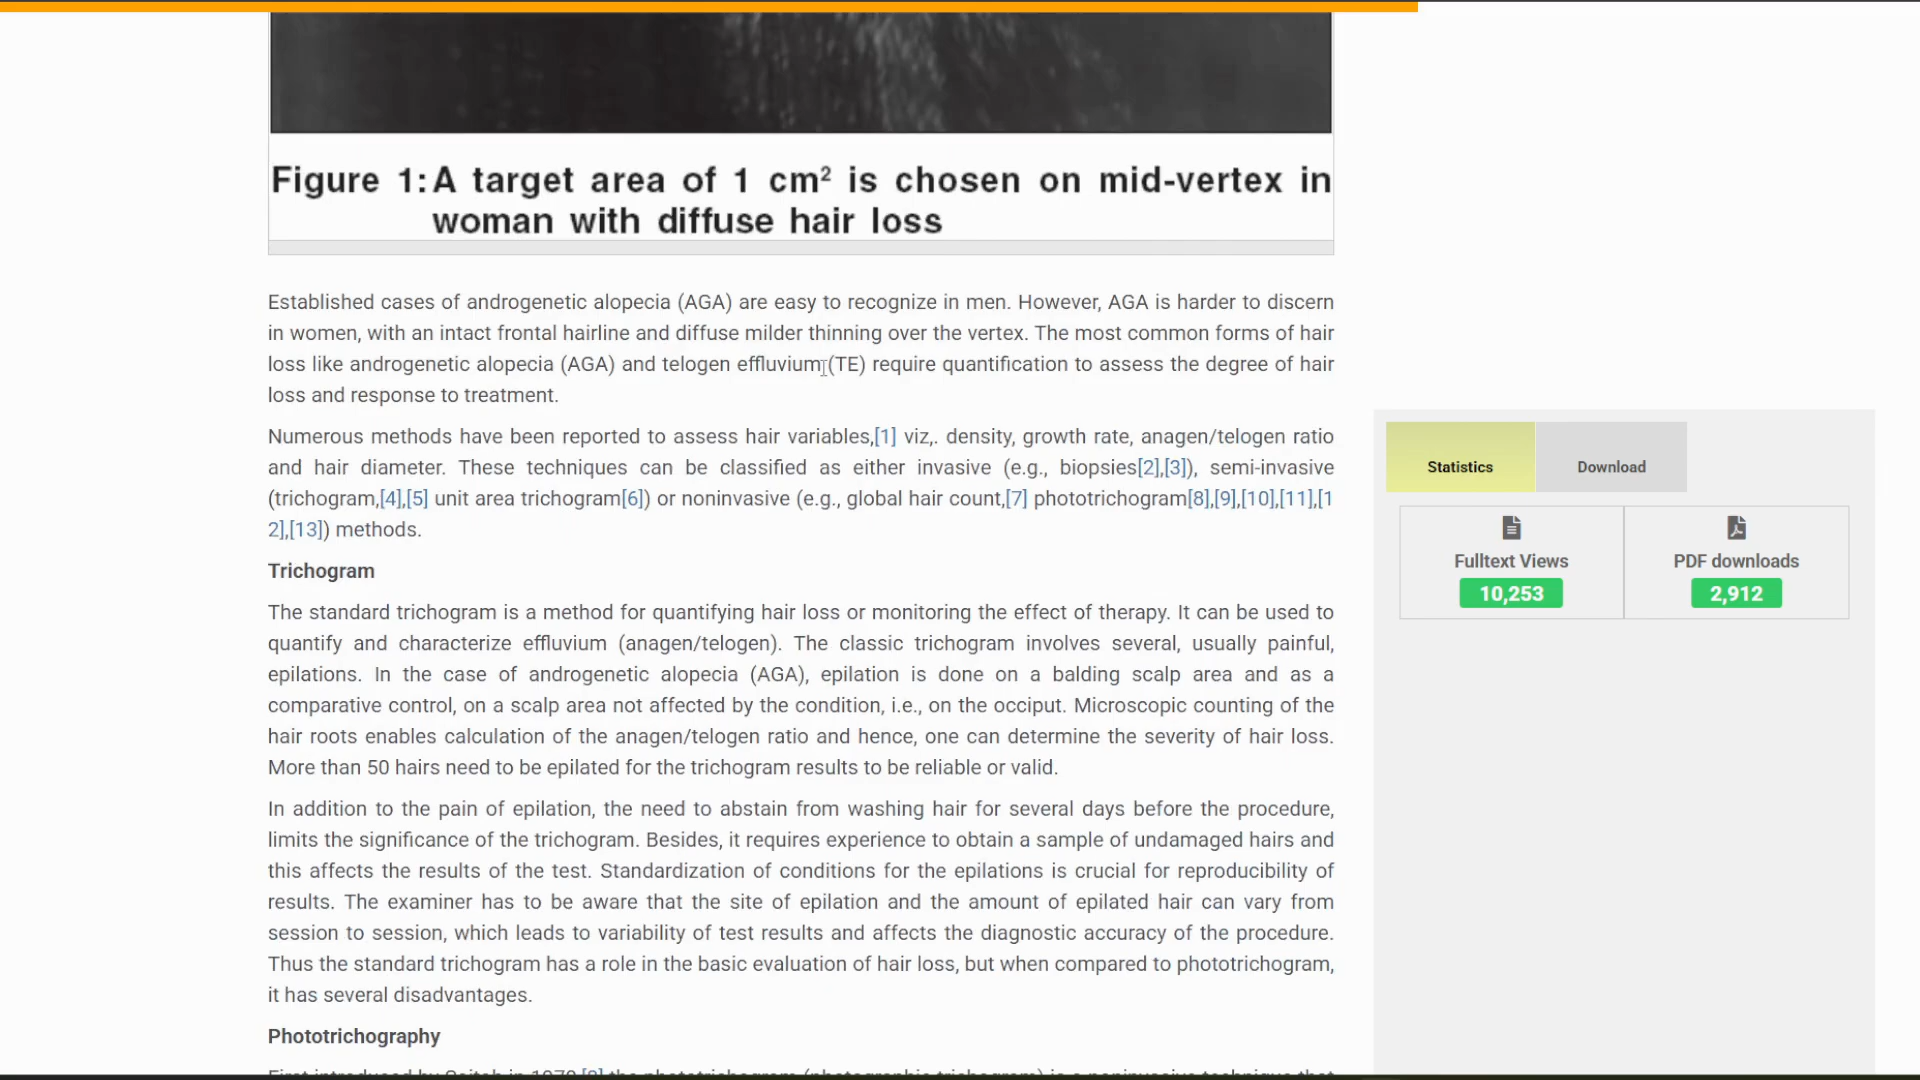 Figure 1: A target area of 1 cm² is chosen on mid-vertex in
woman with diffuse hair loss
Established cases of androgenetic alopecia (AGA) are easy to recognize in men. However, AGA is harder to discern
in women, with an intact frontal hairline and diffuse milder thinning over the vertex. The most common forms of hair
loss like androgenetic alopecia (AGA) and telogen effluvium (TE) require quantification to assess the degree of hair
loss and response to treatment.
Numerous methods have been reported to assess hair variables,[1] viz,. density, growth rate, anagen/telogen ratio
and hair diameter. These techniques can be classified as either invasive (e.g., biopsies[2],[3]), semi-invasive
(trichogram,[4],[5] unit area trichogram[6]) or noninvasive (e.g., global hair count,[7] phototrichogram[8],[9],[10],[11],[1
2],[13]) methods.
Trichogram
The standard trichogram is a method for quantifying hair loss or monitoring the effect of therapy. It can be used to
quantify and characterize effluvium (anagen/telogen). The classic trichogram involves several, usually painful,
epilations. In the case of androgenetic alopecia (AGA), epilation is done on a balding scalp area and as a
comparative control, on a scalp area not affected by the condition, i.e., on the occiput. Microscopic counting of the
hair roots enables calculation of the anagen/telogen ratio and hence, one can determine the severity of hair loss.
More than 50 hairs need to be epilated for the trichogram results to be reliable or valid.
In addition to the pain of epilation, the need to abstain from washing hair for several days before the procedure,
limits the significance of the trichogram. Besides, it requires experience to obtain a sample of undamaged hairs and
this affects the results of the test. Standardization of conditions for the epilations is crucial for reproducibility of
results. The examiner has to be aware that the site of epilation and the amount of epilated hair can vary from
session to session, which leads to variability of test results and affects the diagnostic accuracy of the procedure.
Thus the standard trichogram has a role in the basic evaluation of hair loss, but when compared to phototrichogram,
it has several disadvantages.
Phototrichography
Statistics
Download
Fulltext Views
10,253
PDF downloads
2,912